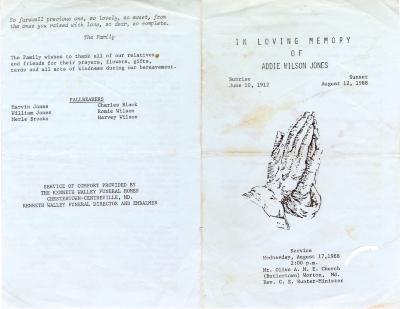 So farewell precious one, so lovely, so sweet, from
the ones you raised with love, so dear, so complete.
The Family
The Family wishes to thank all of our relatives
and friends for their prayers, flowers, gifts,
cards and all acts of kindness during our bereavement.
PALLBEARERS
Marvin Jones Charles Black
William Jones Romie Wilson
Merle Brooks Harvey Wilson
SERVICE OF COMFORT PROVIDED BY
THE KENNETH WALLEY FUNERAL HOMES
CHESTERTOWN-CENTREVILLE, MD.
KENNETH WALLEY FUNERAL DIRECTOR AND EMBALMER
IN LOVING MEMORY
OF
ADDIE WILSON JONES
Sunrise Sunset
June 10, 1912 August 12, 1988
Service
Wednesday, August 17,1988
2:00 p.m.
Mt. Olive A. M. E. Church
(Butlertown) Worton, Md.
Rev. C. E. Hunter-Minister